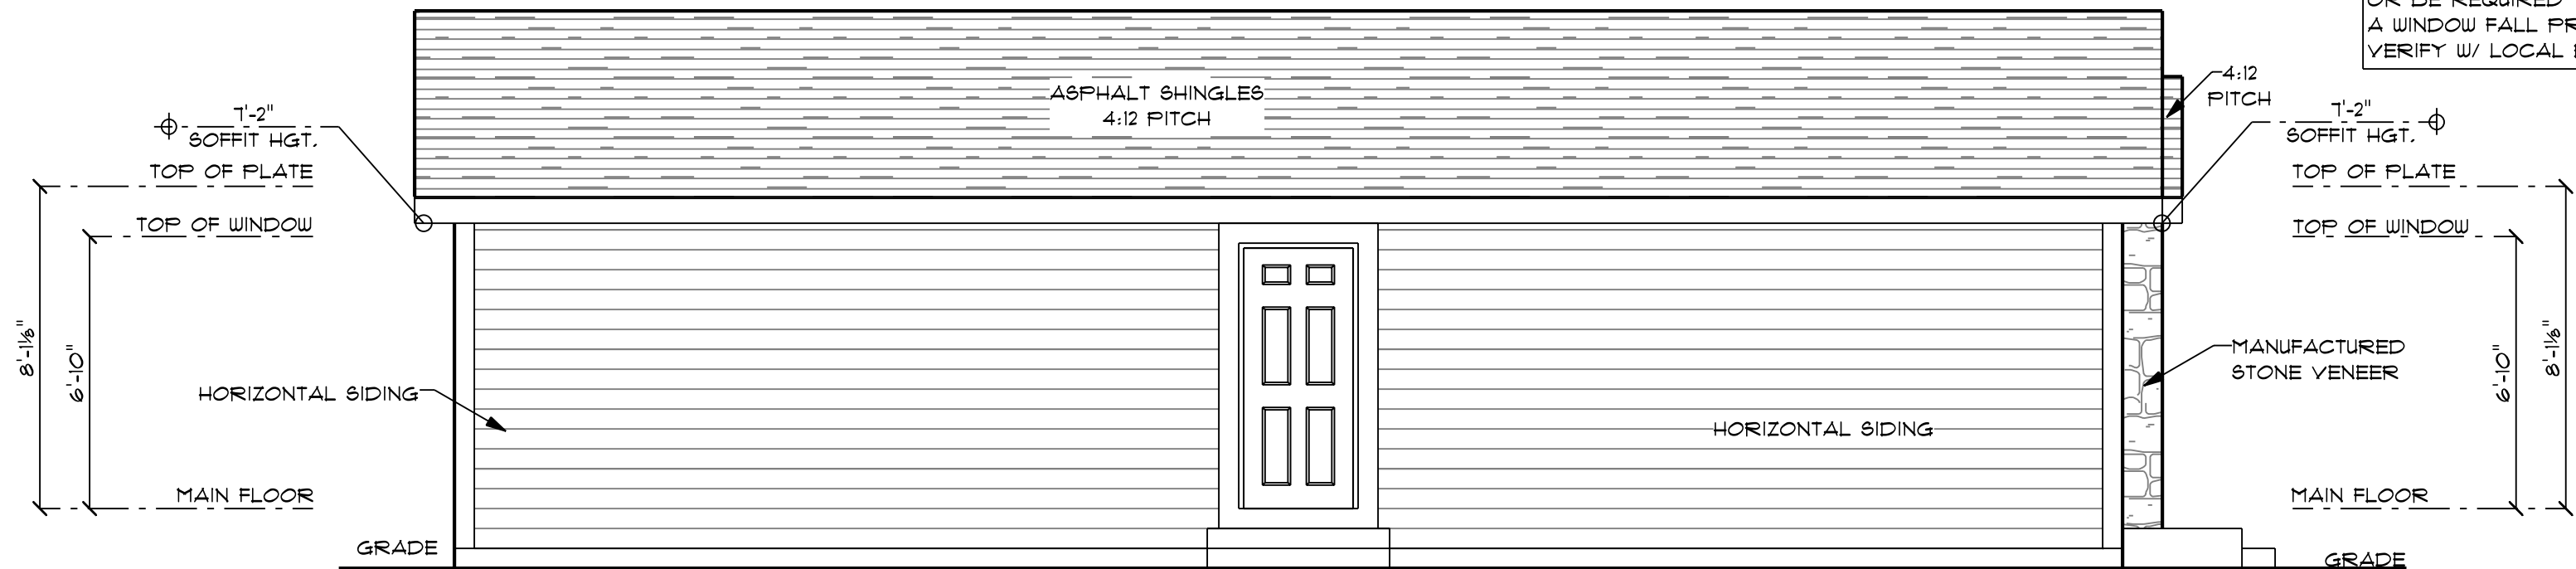 OR BE REQUIRED
A WINDOW FALL
VERIFY W/ LOCAL
ASPHALT SHINGLES
4:12 PITCH
4:12
PITCH
7'-2"
SOFFIT HGT.
TOP OF PLATE
TOP OF WINDOW
8'-1⅛"
6'-10"
HORIZONTAL SIDING
MAIN FLOOR
GRADE
HORIZONTAL SIDING
7'-2"
SOFFIT HGT.
TOP OF PLATE
TOP OF WINDOW
MANUFACTURED
STONE VENEER
6'-10"
8'-1⅛"
MAIN FLOOR
GRADE